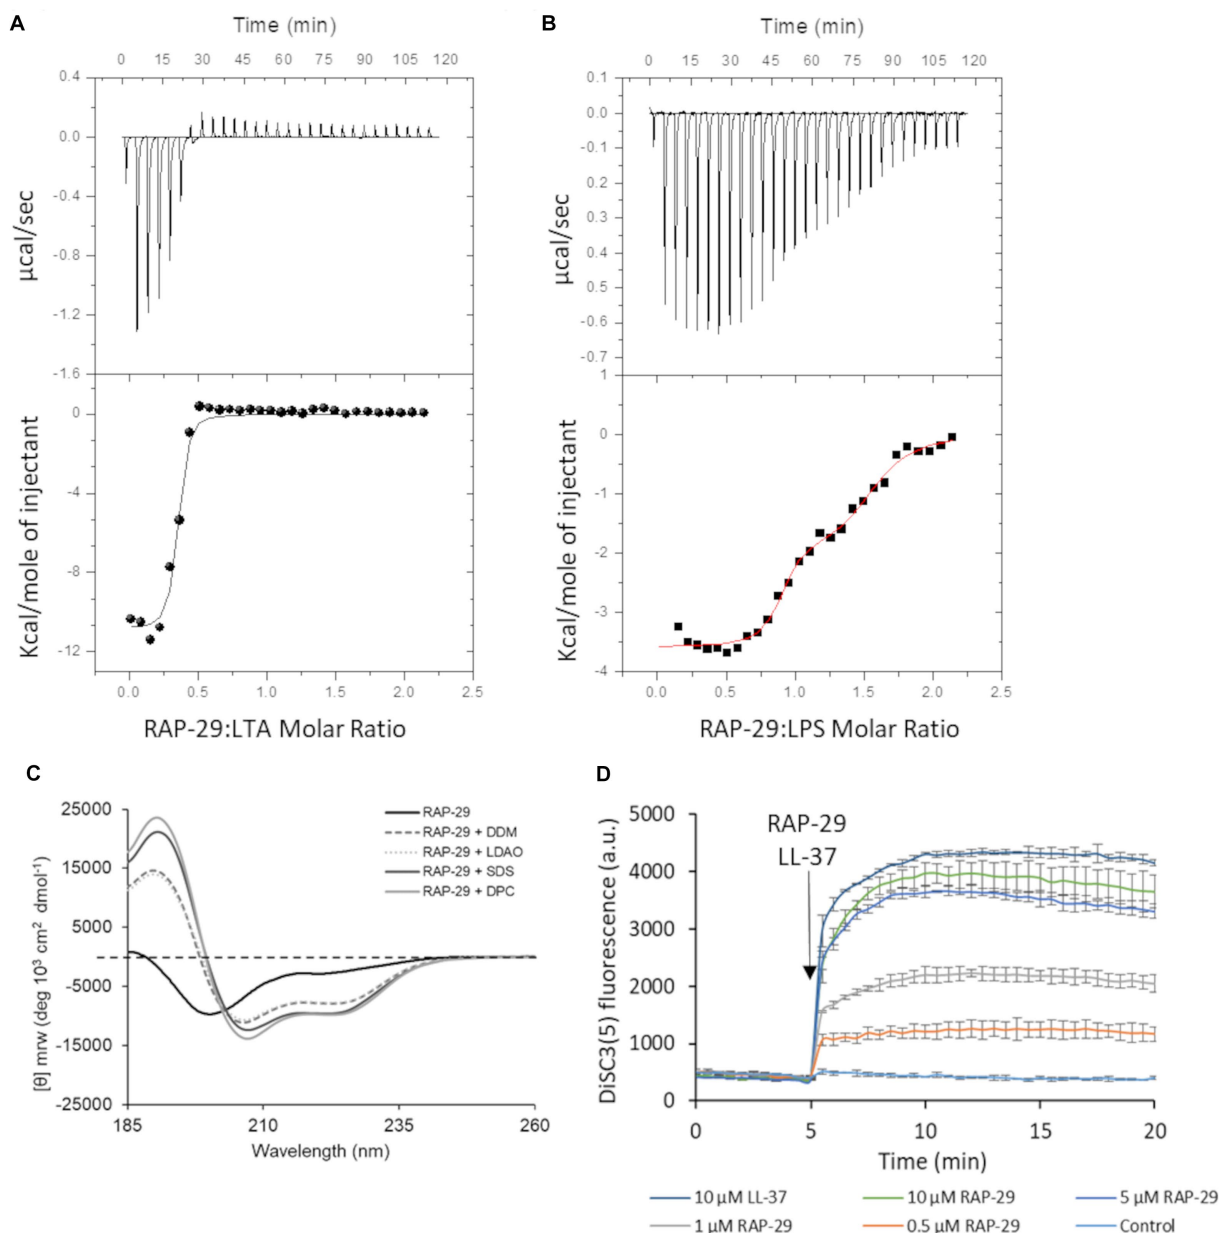 A
Time (min)
0 15 30 45 60 75 90 105 120
0.4
0.0
-0.4
-0.8
-1.2
-1.6
µcal/sec
0
-4
-8
-12
Kcal/mole of injectant
0.0 0.5 1.0 1.5 2.0 2.5
RAP-29:LTA Molar Ratio
B
Time (min)
0 15 30 45 60 75 90 105 120
0.1
0.0
-0.1
0.2
0.3
0.4
-0.5
-0.6
-0.7
µcal/sec
1
0
-1
-2
-3
-4
Kcal/mole of injectant
0.0 0.5 1.0 1.5 2.0 2.5
RAP-29:LPS Molar Ratio
C
25000
15000
5000
-5000
-15000
-25000
[θ] mrw (deg 10³ cm² dmol⁻¹)
RAP-29
RAP-29 + DDM
RAP-29 + LDAO
RAP-29 + SDS
RAP-29 + DPC
185 210 235 260
Wavelength (nm)
D
5000
4000
3000
2000
1000
0
DiSC3(5) fluorescence (a.u.)
RAP-29
LL-37
0 5 10 15 20
Time (min)
10 µM LL-37 10 µM RAP-29 5 µM RAP-29
1 µM RAP-29 0.5 µM RAP-29 Control